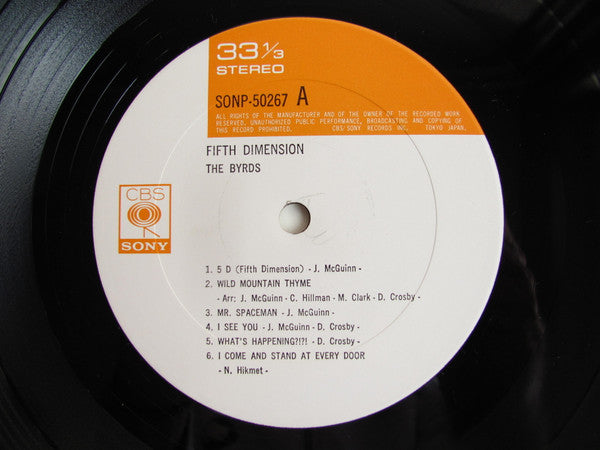 33 1/3
STEREO
SONP-50267 A
ALL RIGHTS OF THE MANUFACTURER AND OF THE OWNER OF THE RECORDED WORK
RESERVED. UNAUTHORIZED PUBLIC PERFORMANCE, BROADCASTING AND COPYING OF
THIS RECORD PROHIBITED. CBS/SONY RECORDS INC. TOKYO JAPAN.
FIFTH DIMENSION
THE BYRDS
CBS
SONY
1. 5 D (Fifth Dimension) - J. McGuinn -
2. WILD MOUNTAIN THYME
- Arr: J. McGuinn - C. Hillman - M. Clark - D. Crosby -
3. MR. SPACEMAN - J. McGuinn -
4. I SEE YOU - J. McGuinn - D. Crosby -
5. WHAT'S HAPPENING?!?! - D. Crosby -
6. I COME AND STAND AT EVERY DOOR
- N. Hikmet -